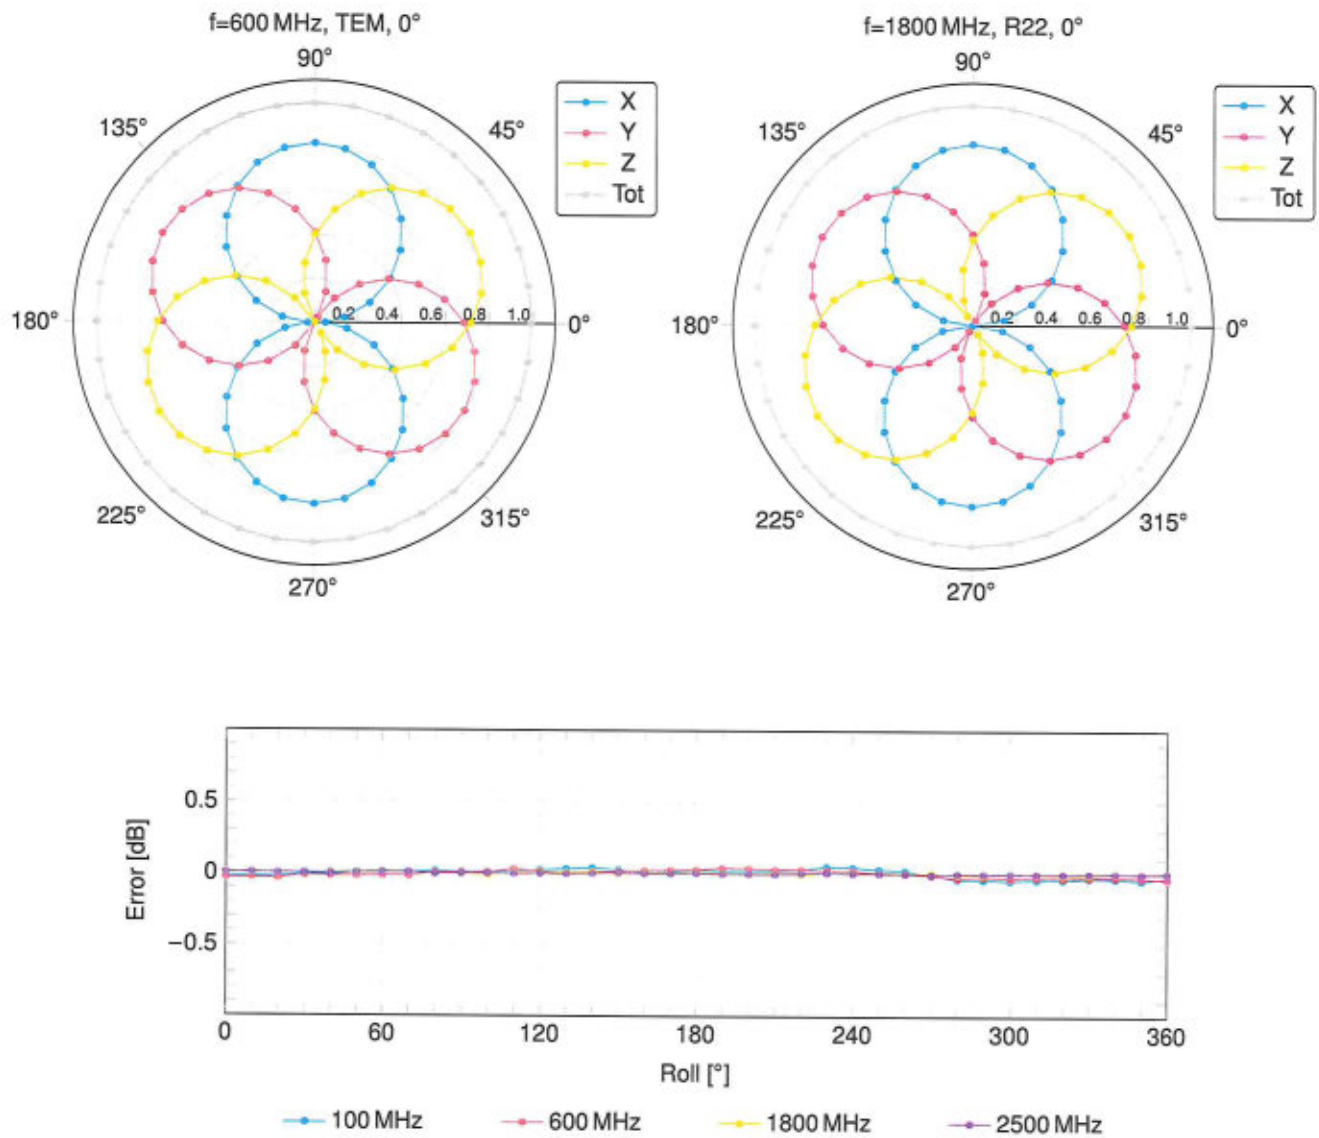 f=600 MHz, TEM, 0°
90°
135°
45°
X
Y
Z
Tot
180°
0.2 0.4 0.6 0.8 1.0
0°
225°
315°
270°
f=1800 MHz, R22, 0°
90°
135°
45°
X
Y
Z
Tot
180°
0.2 0.4 0.6 0.8 1.0
0°
225°
315°
270°
0.5
0
−0.5
Error [dB]
0 60 120 180 240 300 360
Roll [°]
100 MHz 600 MHz 1800 MHz 2500 MHz